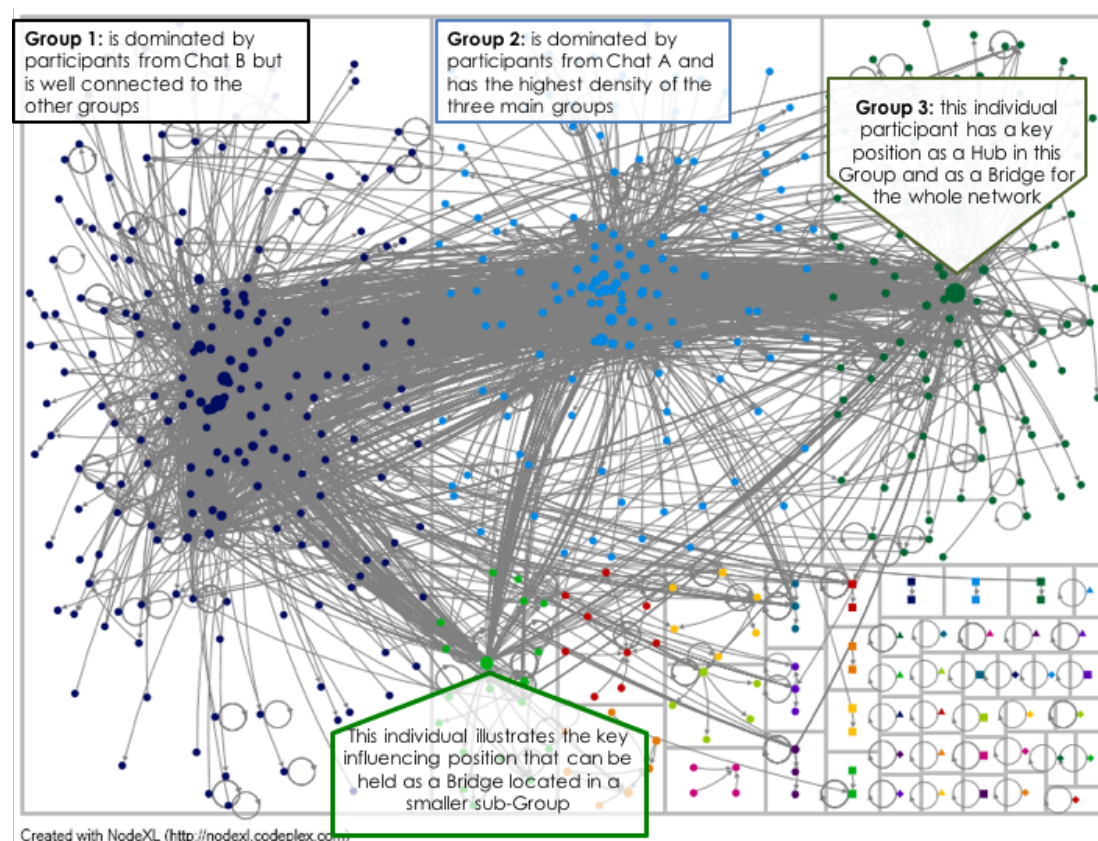 Group 1: is dominated by
participants from Chat B but
is well connected to the
other groups
Group 2: is dominated by
participants from Chat A and
has the highest density of the
three main groups
Group 3: this individual
participant has a key
position as a Hub in this
Group and as a Bridge for
the whole network
This individual illustrates the key
influencing position that can be
held as a Bridge located in a
smaller sub-Group
Created with NodeXL (http://nodexl.codeplex.com)